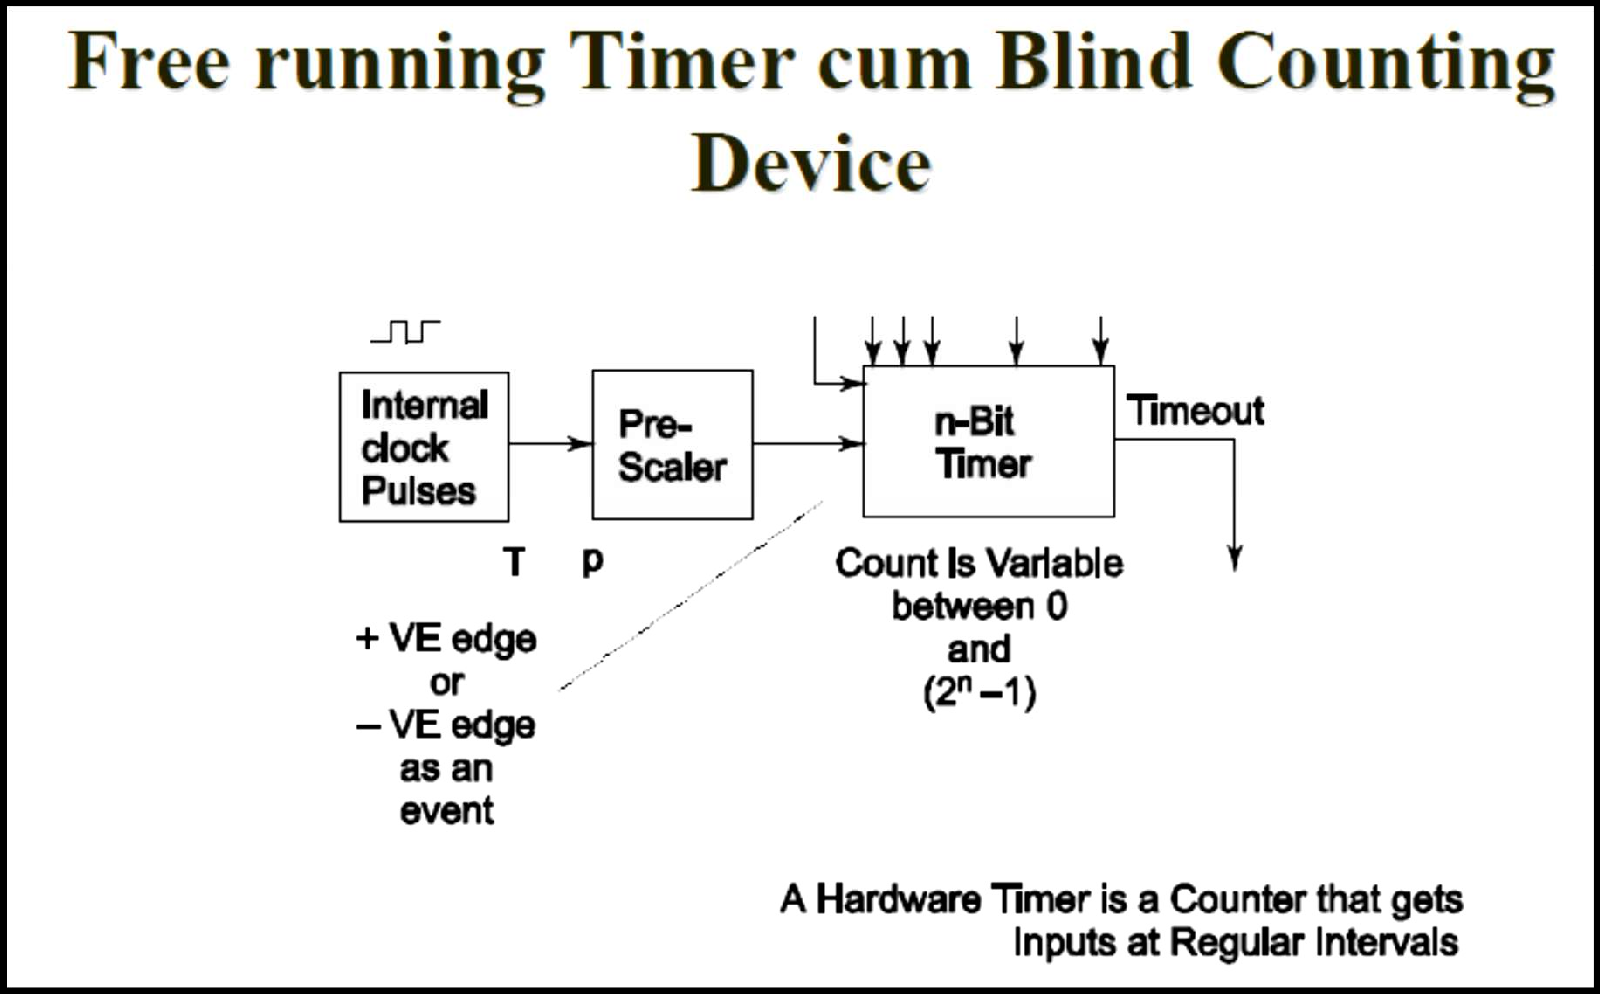 Free running Timer cum Blind Counting
Device
Internal
clock
Pulses
Pre-
Scaler
n-Bit
Timer
Timeout
T p
Count Is Variable
between 0
and
(2ⁿ –1)
+ VE edge
or
– VE edge
as an
event
A Hardware Timer is a Counter that gets
Inputs at Regular Intervals